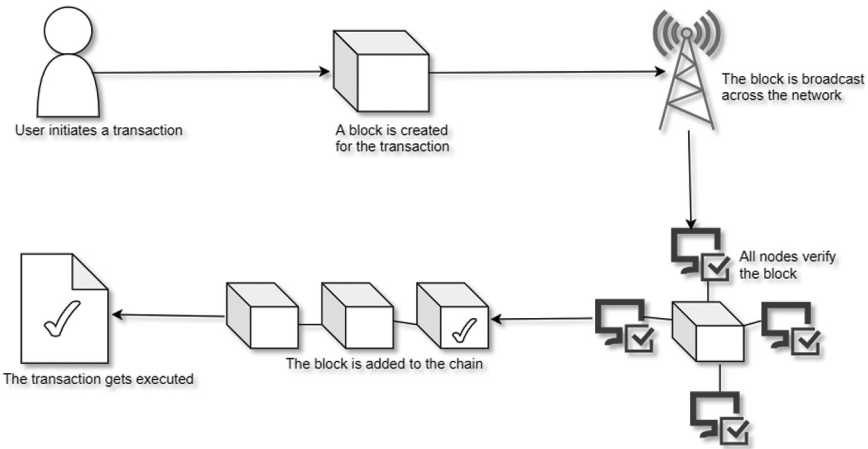 User initiates a transaction
A block is created
for the transaction
The block is broadcast
across the network
All nodes verify
the block
The block is added to the chain
The transaction gets executed